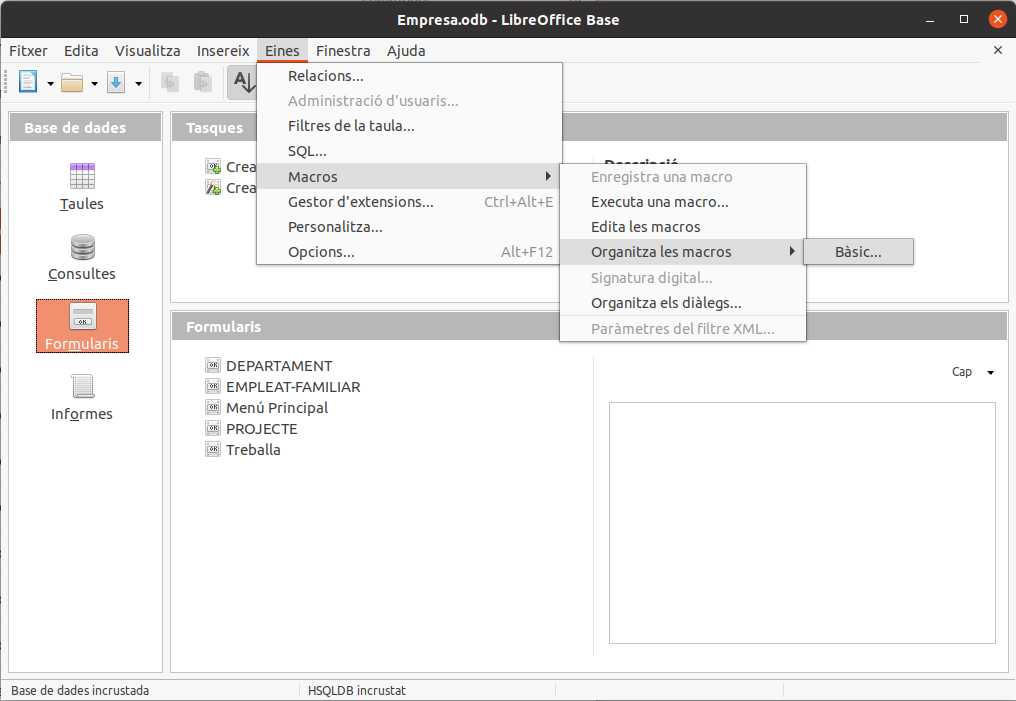 Empresa.odb - LibreOffice Base
Fitxer Edita Visualitza Insereix Eines Finestra Ajuda
Base de dades
Taules
Consultes
Formularis
Informes
Tasques
Crea
Crea
Descripció
Relacions...
Administració d'usuaris...
Filtres de la taula...
SQL...
Macros
Gestor d'extensions... Ctrl+Alt+E
Personalitza...
Opcions... Alt+F12
Enregistra una macro
Executa una macro...
Edita les macros
Organitza les macros
Signatura digital...
Organitza els diàlegs...
Paràmetres del filtre XML...
Bàsic...
Formularis
DEPARTAMENT
EMPLEAT-FAMILIAR
Menú Principal
PROJECTE
Treballa
Cap
Base de dades incrustada HSQLDB incrustat